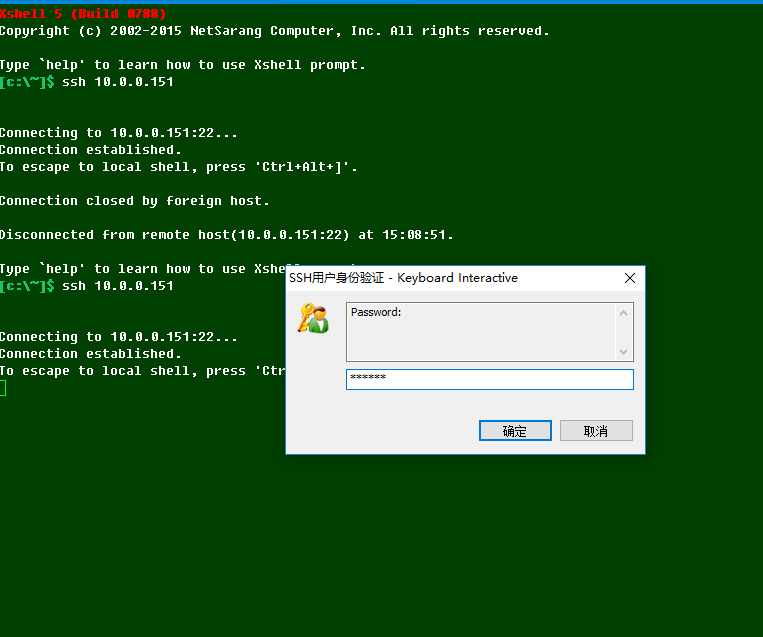 Xshell 5 (Build 0788)
Copyright (c) 2002-2015 NetSarang Computer, Inc. All rights reserved.
Type `help' to learn how to use Xshell prompt.
[c:\~]$ ssh 10.0.0.151
Connecting to 10.0.0.151:22...
Connection established.
To escape to local shell, press 'Ctrl+Alt+]'.
Connection closed by foreign host.
Disconnected from remote host(10.0.0.151:22) at 15:08:51.
Type `help' to learn how to use Xshell
[c:\~]$ ssh 10.0.0.151
Connecting to 10.0.0.151:22...
Connection established.
To escape to local shell, press 'Ctr
SSH用户身份验证 - Keyboard Interactive
Password:
******
确定
取消